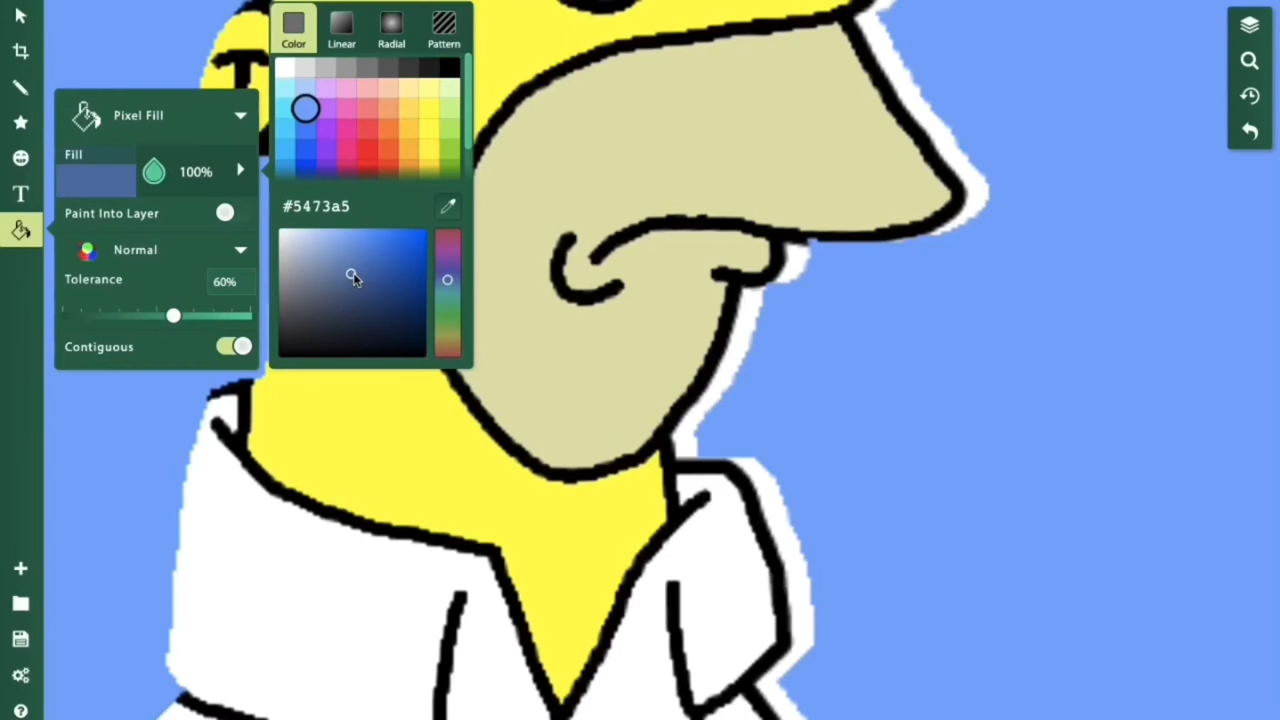 Color
Linear
Radial
Pattern
Pixel Fill
Fill
100%
#5473a5
Paint Into Layer
Normal
Tolerance
60%
Contiguous
T
?